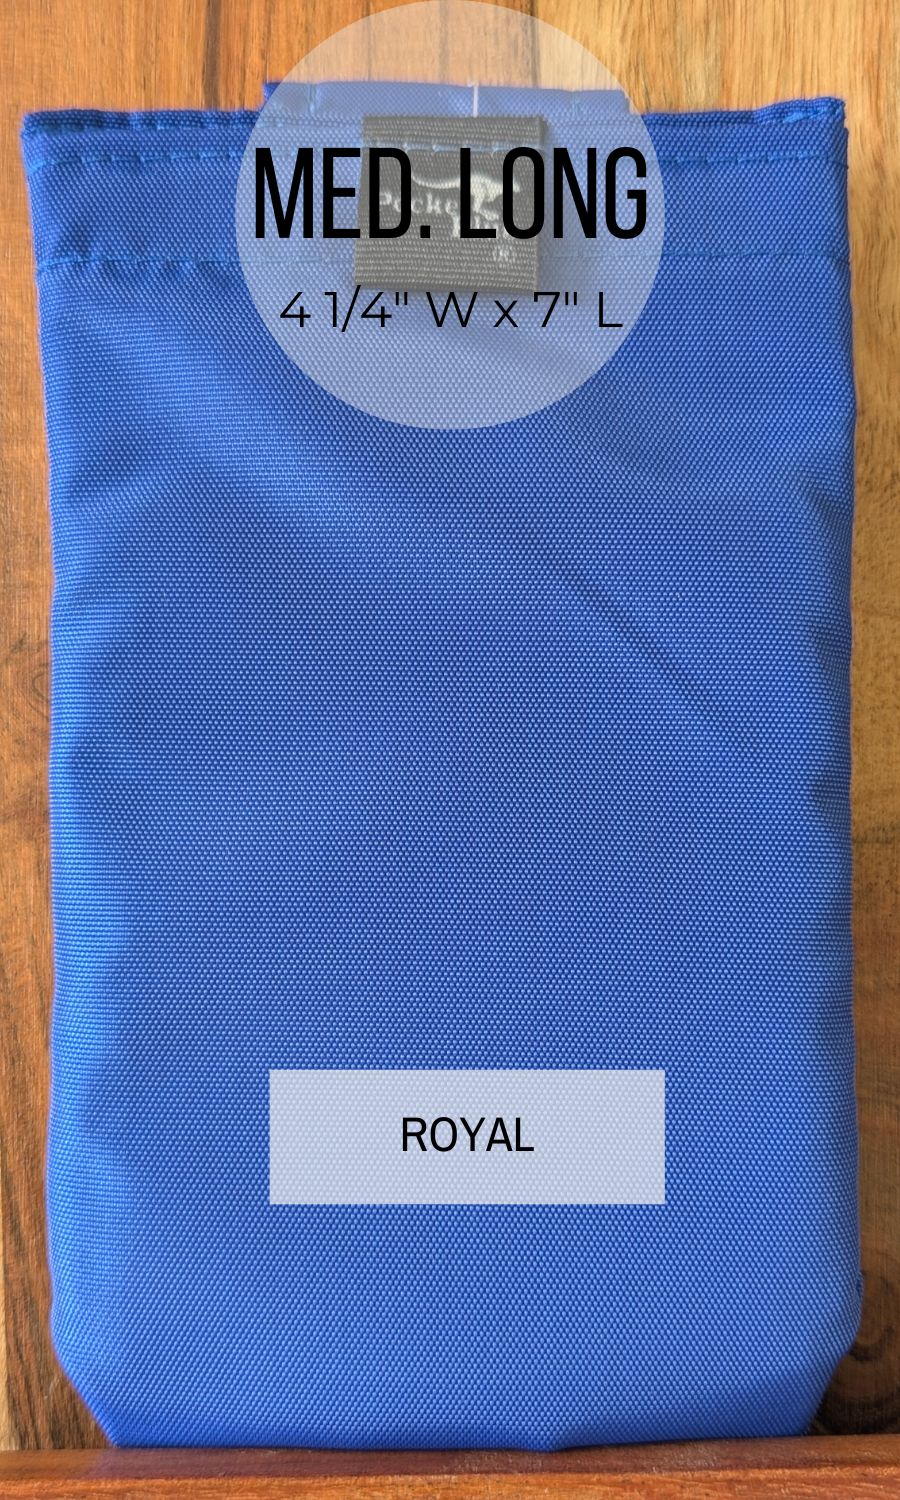 MED. LONG
4 1/4" W x 7" L
®
ROYAL